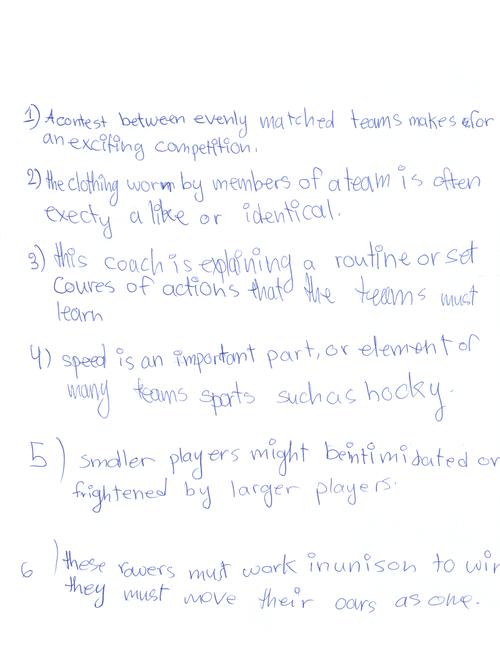 1) A contest between evenly matched teams makes for
an exciting competition.
2) the clothing worn by members of a team is often
execty a like or identical.
3) this coach is explaining a routine or set
Coures of actions that the teams must
learn
4) speed is an important part, or element of
many teams sports such as hocky.
5) smaller players might be intimidated or
frightened by larger players.
6) these rowers must work in unison to win
they must move their oars as one.